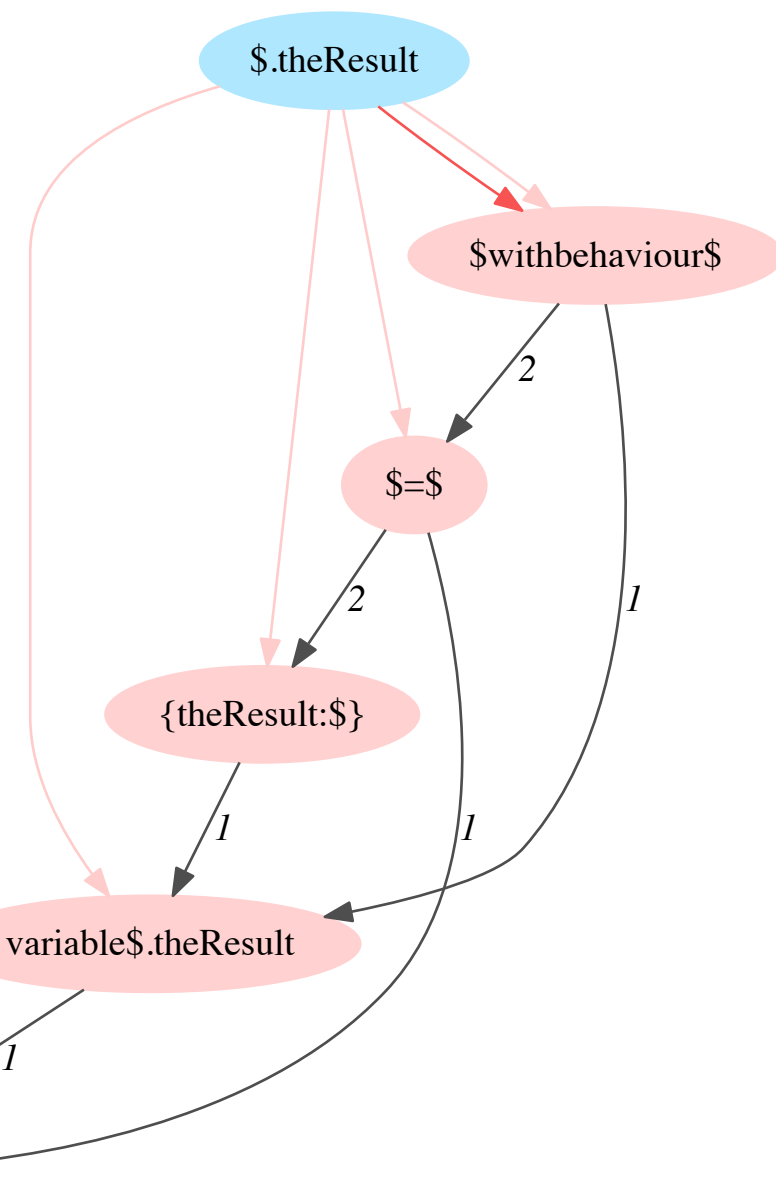 $.theResult
$withbehaviour$
2
$=$
2
1
{theResult:$}
1
1
variable$.theResult
1